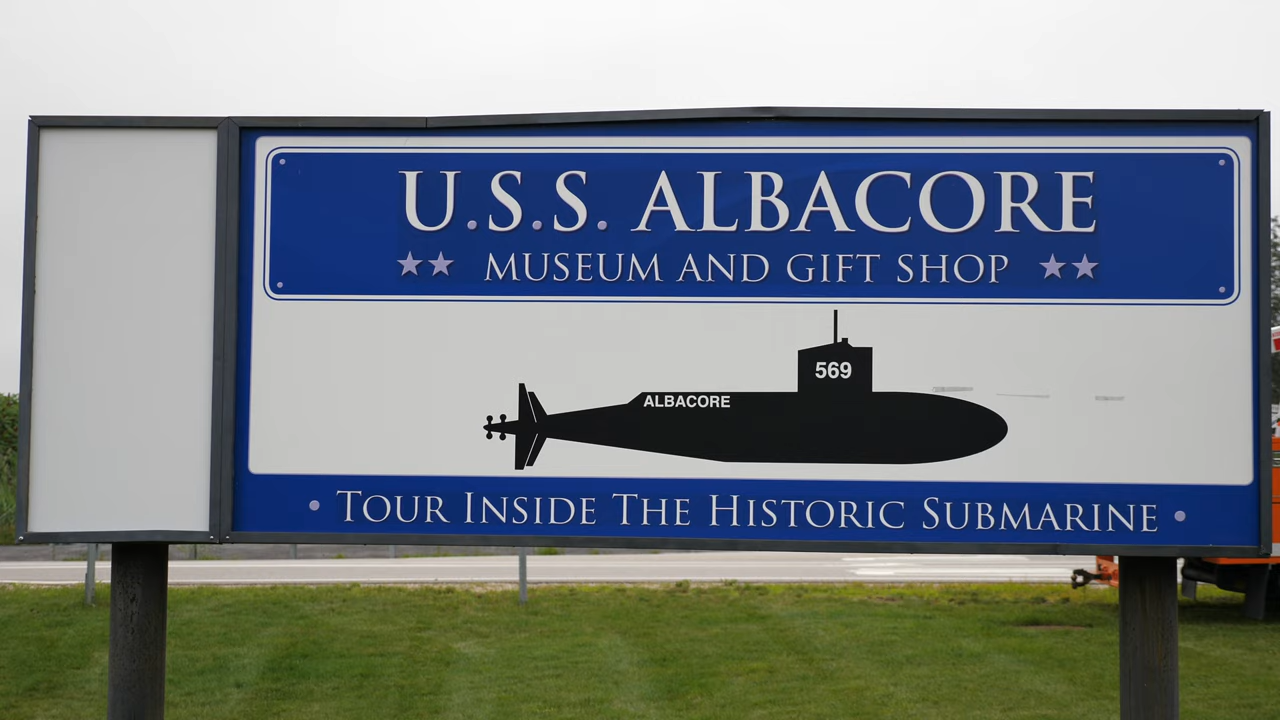 U.S.S. ALBACORE
MUSEUM AND GIFT SHOP
569
ALBACORE
TOUR INSIDE THE HISTORIC SUBMARINE